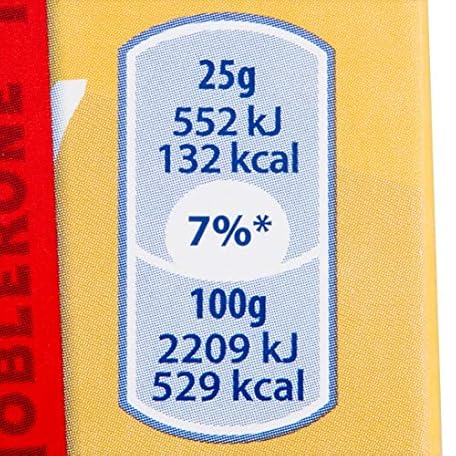 TOBLERONE
25g
552 kJ
132 kcal
7%*
100g
2209 kJ
529 kcal